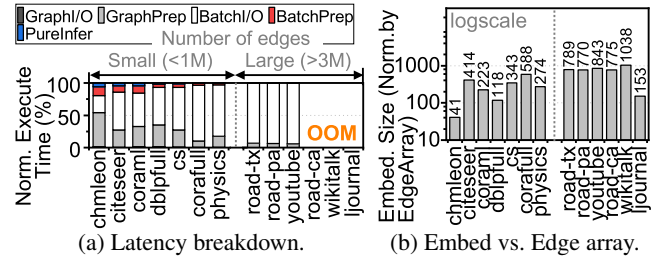 GraphI/O GraphPrep BatchI/O BatchPrep
PureInfer
Number of edges
Small (<1M) Large (>3M)
Norm. Execute
Time (%)
100
50
0
OOM
chmleon
citeseer
coraml
dblpfull
cs
corafull
physics
road-tx
road-pa
youtube
road-ca
wikitalk
ljournal
(a) Latency breakdown.
Embed. Size (Norm.by
EdgeArray)
logscale
1000
100
10
41
414
223
118
343
588
274
789
770
843
775
1038
153
chmleon
citeseer
coraml
dblpfull
cs
corafull
physics
road-tx
road-pa
youtube
road-ca
wikitalk
ljournal
(b) Embed vs. Edge array.